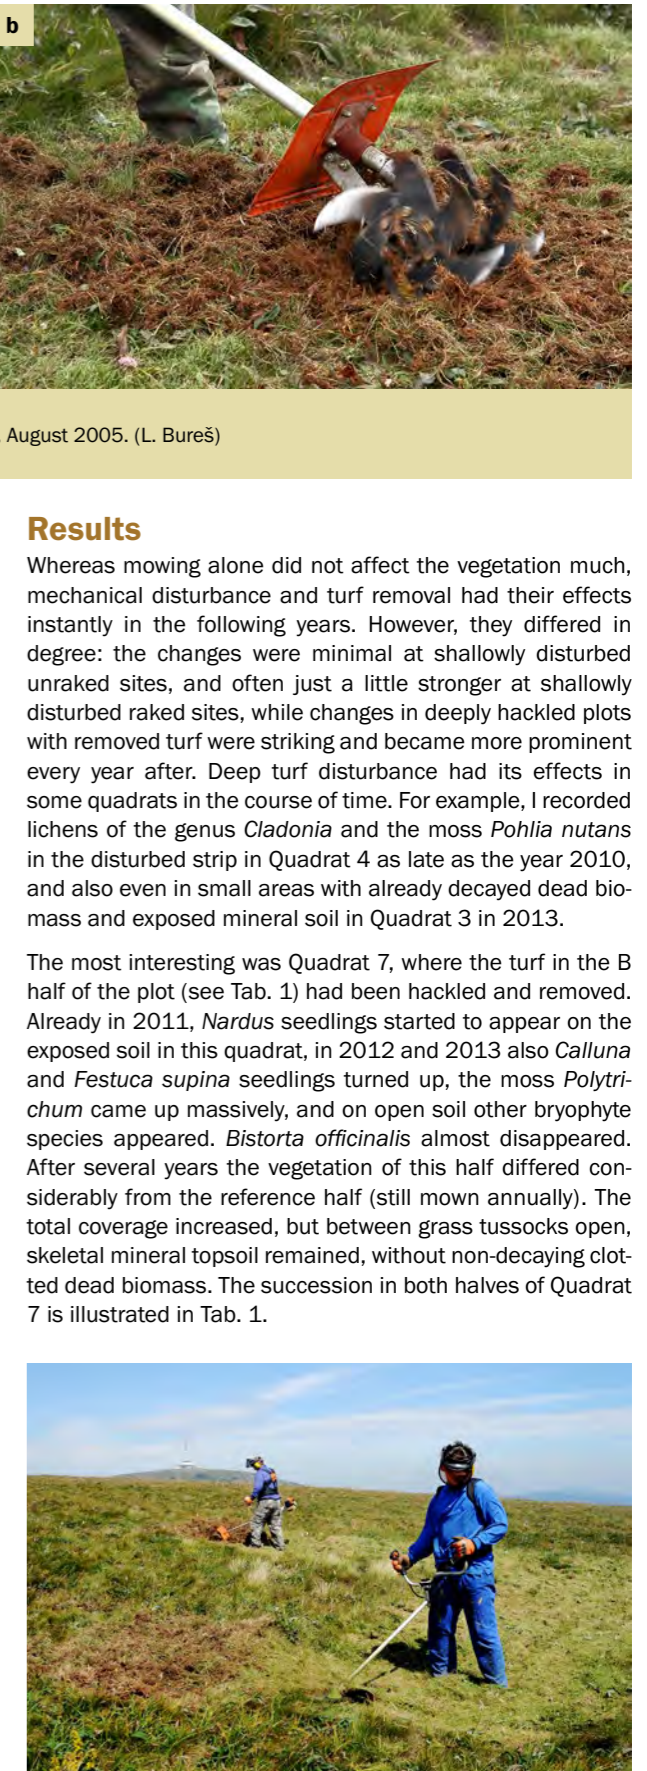 b
August 2005. (L. Bureš)
Results
Whereas mowing alone did not affect the vegetation much,
mechanical disturbance and turf removal had their effects
instantly in the following years. However, they differed in
degree: the changes were minimal at shallowly disturbed
unraked sites, and often just a little stronger at shallowly
disturbed raked sites, while changes in deeply hackled plots
with removed turf were striking and became more prominent
every year after. Deep turf disturbance had its effects in
some quadrats in the course of time. For example, I recorded
lichens of the genus Cladonia and the moss Pohlia nutans
in the disturbed strip in Quadrat 4 as late as the year 2010,
and also even in small areas with already decayed dead bio-
mass and exposed mineral soil in Quadrat 3 in 2013.
The most interesting was Quadrat 7, where the turf in the B
half of the plot (see Tab. 1) had been hackled and removed.
Already in 2011, Nardus seedlings started to appear on the
exposed soil in this quadrat, in 2012 and 2013 also Calluna
and Festuca supina seedlings turned up, the moss Polytri-
chum came up massively, and on open soil other bryophyte
species appeared. Bistorta officinalis almost disappeared.
After several years the vegetation of this half differed con-
siderably from the reference half (still mown annually). The
total coverage increased, but between grass tussocks open,
skeletal mineral topsoil remained, without non-decaying clot-
ted dead biomass. The succession in both halves of Quadrat
7 is illustrated in Tab. 1.